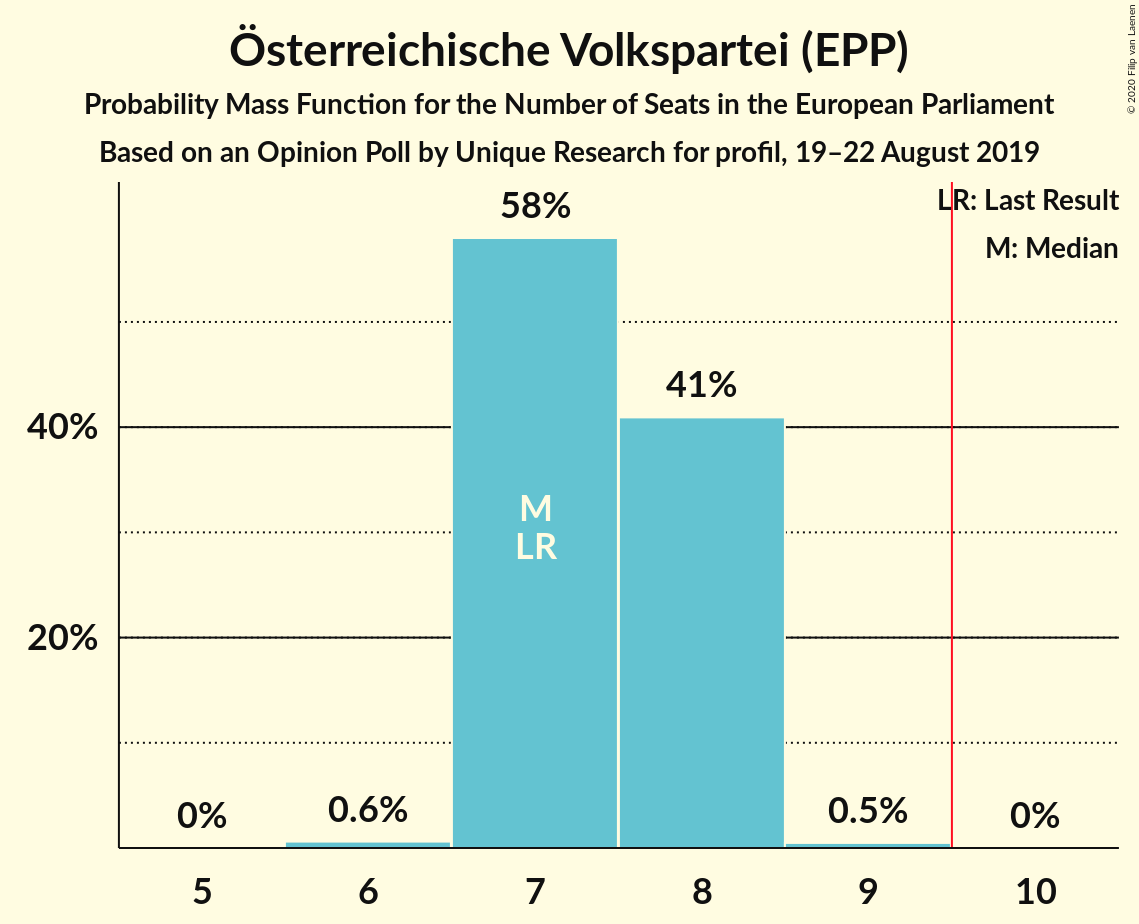 Österreichische Volkspartei (EPP)
Probability Mass Function for the Number of Seats in the European Parliament
Based on an Opinion Poll by Unique Research for profil, 19–22 August 2019
© 2020 Filip van Laenen
LR: Last Result
M: Median
58%
41%
40%
M
LR
20%
0%
0.6%
0.5%
0%
5
6
7
8
9
10